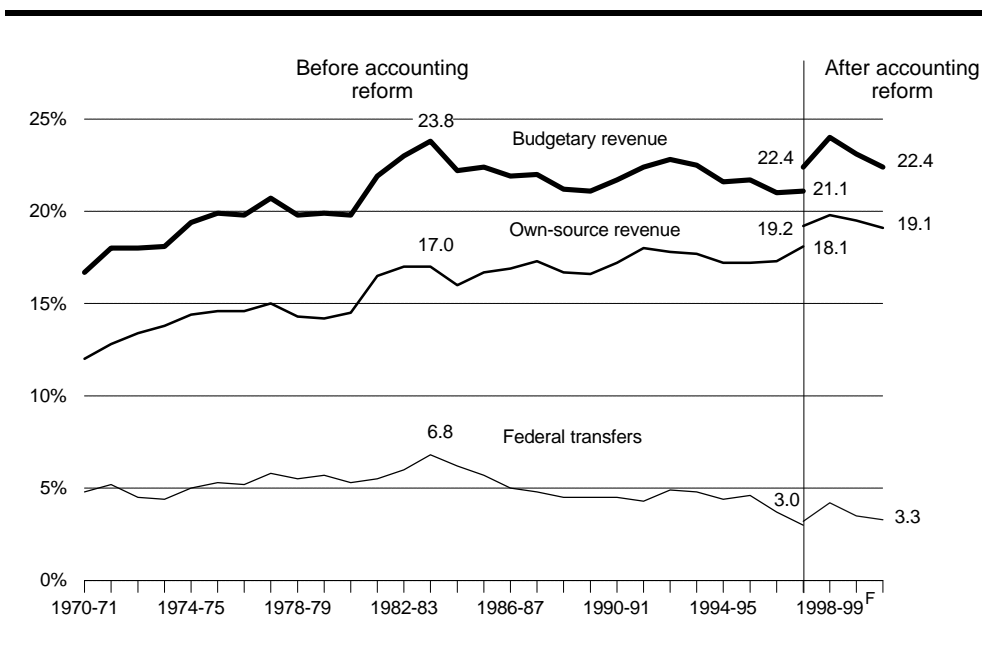 Before accounting
reform
After accounting
reform
25%
23.8
Budgetary revenue
22.4
22.4
21.1
20%
Own-source revenue
19.2
19.1
17.0
18.1
15%
10%
6.8
Federal transfers
5%
3.0
3.3
0%
1970-71 1974-75 1978-79 1982-83 1986-87 1990-91 1994-95 1998-99 F